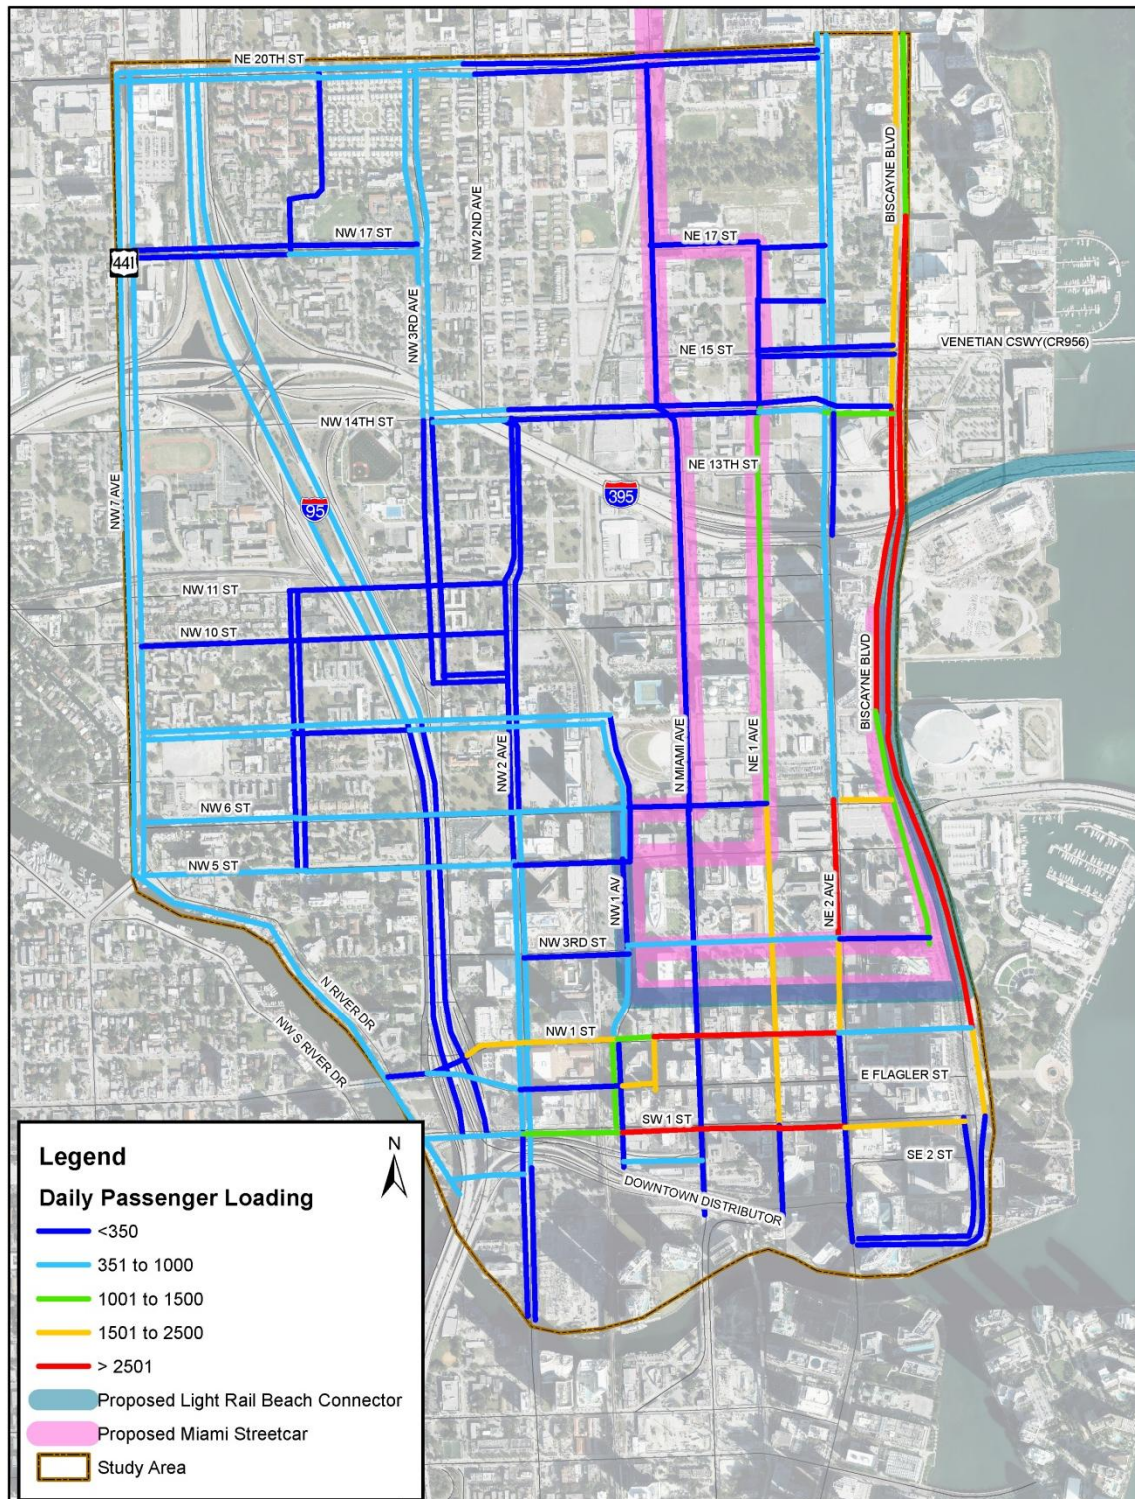 NE 20TH ST
BISCAYNE BLVD
NW 2ND AVE
NW 17 ST
NE 17 ST
441
NW 3RD AVE
VENETIAN CSWY(CR956)
NE 15 ST
NW 14TH ST
NE 13TH ST
NW 7 AVE
95
395
NW 11 ST
NW 10 ST
BISCAYNE BLVD
NW 2 AVE
N MIAMI AVE
NE 1 AVE
NW 6 ST
NW 5 ST
NW 1 AV
NE 2 AVE
NW 3RD ST
N RIVER DR
NW S RIVER DR
NW 1 ST
E FLAGLER ST
SW 1 ST
SE 2 ST
DOWNTOWN DISTRIBUTOR
N
Legend
Daily Passenger Loading
<350
351 to 1000
1001 to 1500
1501 to 2500
> 2501
Proposed Light Rail Beach Connector
Proposed Miami Streetcar
Study Area